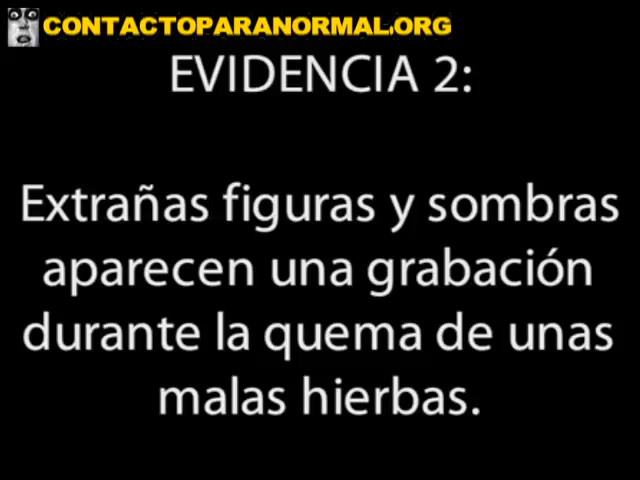 CONTACTOPARANORMAL.ORG
EVIDENCIA 2:
Extrañas figuras y sombras
aparecen una grabación
durante la quema de unas
malas hierbas.